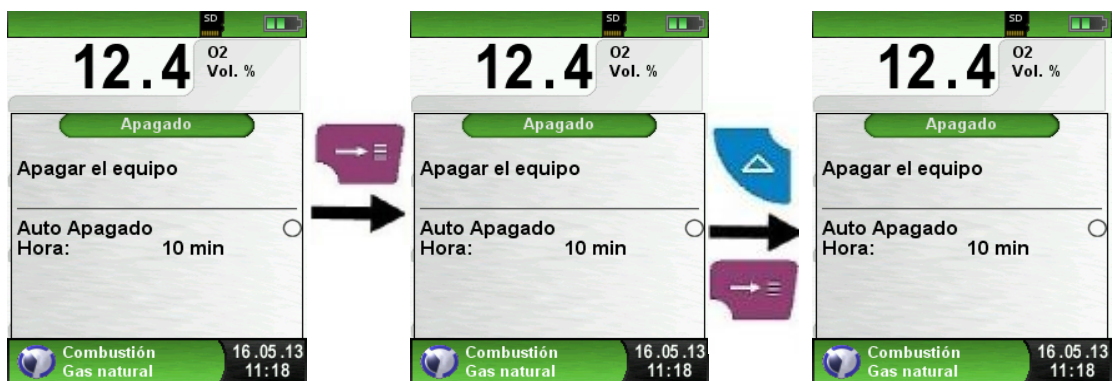 SD
12.4 O2
Vol. %
Apagado
Apagar el equipo
Auto Apagado
Hora: 10 min
Combustión 16.05.13
Gas natural 11:18
SD
12.4 O2
Vol. %
Apagado
Apagar el equipo
Auto Apagado
Hora: 10 min
Combustión 16.05.13
Gas natural 11:18
SD
12.4 O2
Vol. %
Apagado
Apagar el equipo
Auto Apagado
Hora: 10 min
Combustión 16.05.13
Gas natural 11:18